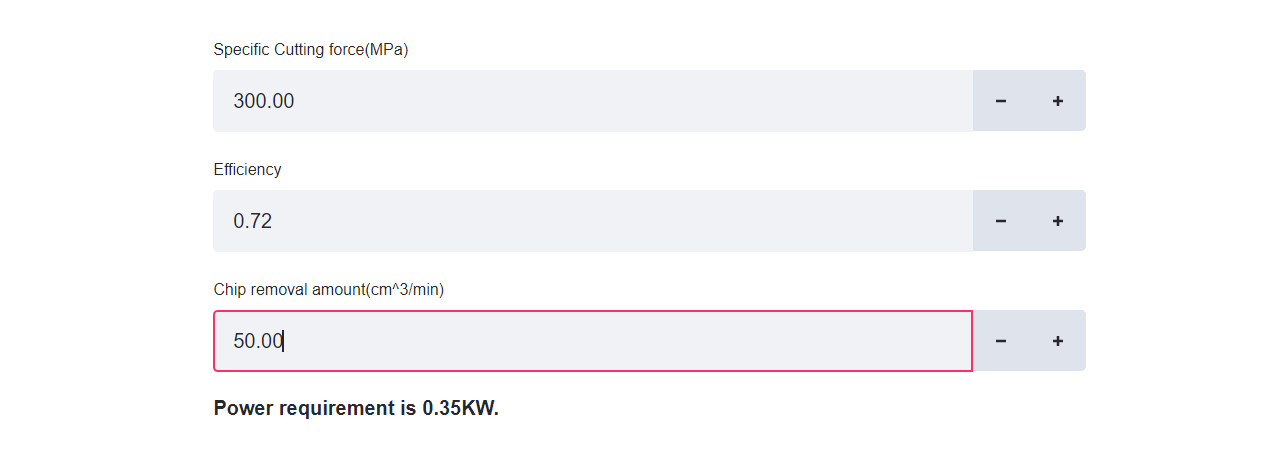 Specific Cutting force(MPa)
300.00
− +
Efficiency
0.72
− +
Chip removal amount(cm^3/min)
50.00
− +
Power requirement is 0.35KW.